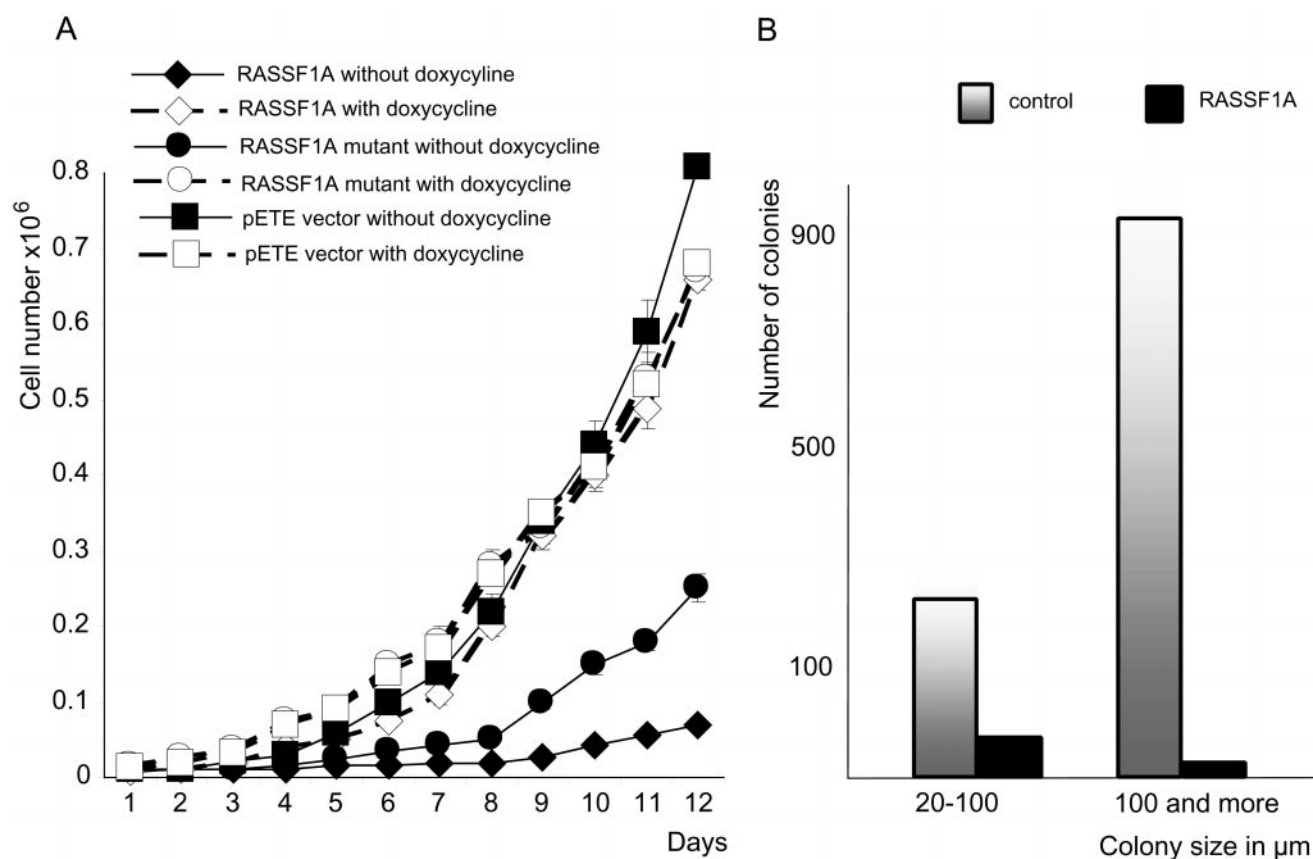 A
RASSF1A without doxycyline
RASSF1A with doxycycline
RASSF1A mutant without doxycycline
RASSF1A mutant with doxycycline
pETE vector without doxycycline
pETE vector with doxycycline
Cell number x10⁶
0.8
0.7
0.6
0.5
0.4
0.3
0.2
0.1
0
1 2 3 4 5 6 7 8 9 10 11 12
Days
B
control RASSF1A
Number of colonies
900
500
100
20-100 100 and more
Colony size in µm